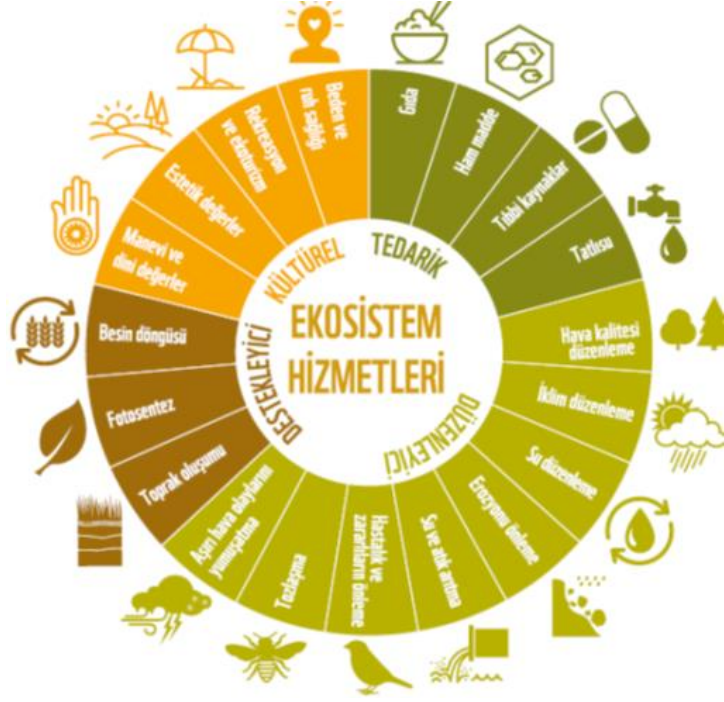 EKOSİSTEM
HİZMETLERİ
TEDARİK
Gıda
Ham madde
Tıbbi kaynaklar
Tatlısu
DÜZENLEYİCİ
Hava kalitesi
düzenleme
İklim düzenleme
Su düzenleme
Erozyonu önleme
Su ve atık arıtma
Hastalık ve
zararlıların önleme
Tozlaşma
Aşırı hava olaylarını
yumuşatma
DESTEKLEYİCİ
Toprak oluşumu
Fotosentez
Besin döngüsü
KÜLTÜREL
Manevi ve
dini değerler
Estetik değerler
Rekreasyon
ve ekoturizm
Beden ve
ruh sağlığı